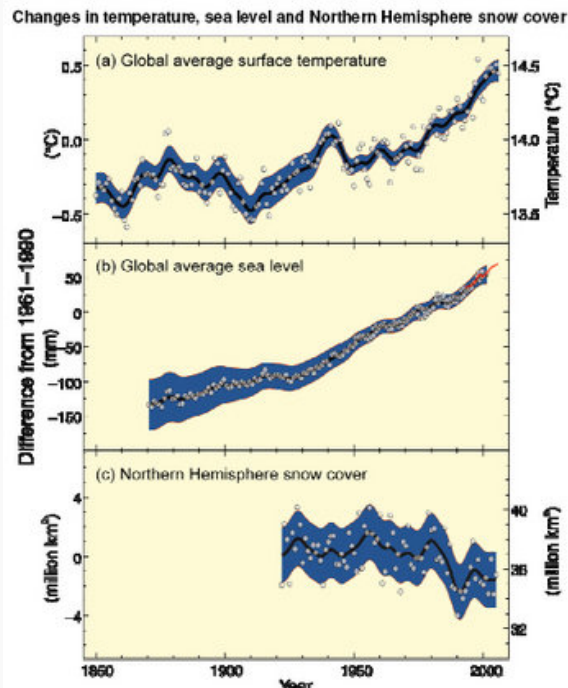 Changes in temperature, sea level and Northern Hemisphere snow cover
(a) Global average surface temperature
0.5
0.0
−0.5
(°C)
14.5
14.0
13.5
Temperature (°C)
(b) Global average sea level
50
0
−50
−100
−150
Difference from 1961–1990
(mm)
(c) Northern Hemisphere snow cover
4
0
−4
(million km²)
40
36
32
(million km²)
1850
1900
1950
2000
Year